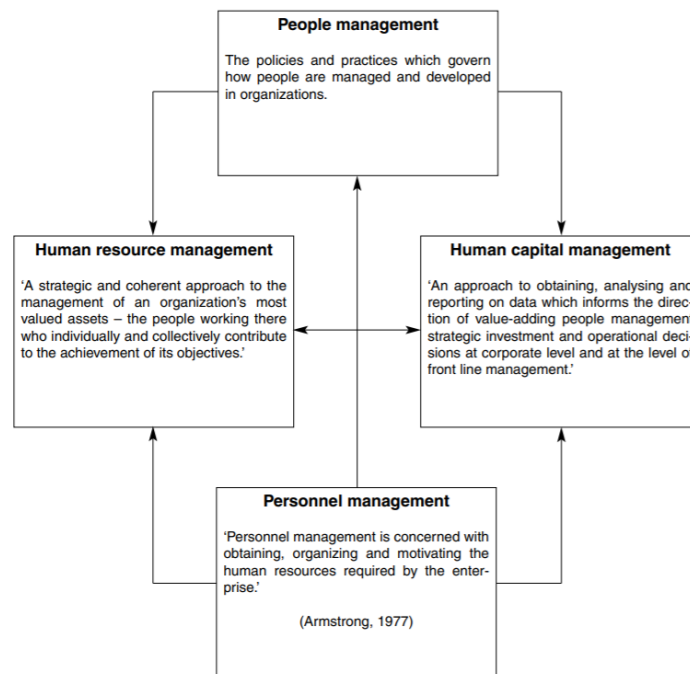 People management
The policies and practices which govern
how people are managed and developed
in organizations.
Human resource management
‘A strategic and coherent approach to the
management of an organization’s most
valued assets – the people working there
who individually and collectively contribute
to the achievement of its objectives.’
Human capital management
‘An approach to obtaining, analysing and
reporting on data which informs the direc-
tion of value-adding people management
strategic investment and operational deci-
sions at corporate level and at the level of
front line management.’
Personnel management
‘Personnel management is concerned with
obtaining, organizing and motivating the
human resources required by the enter-
prise.’
(Armstrong, 1977)